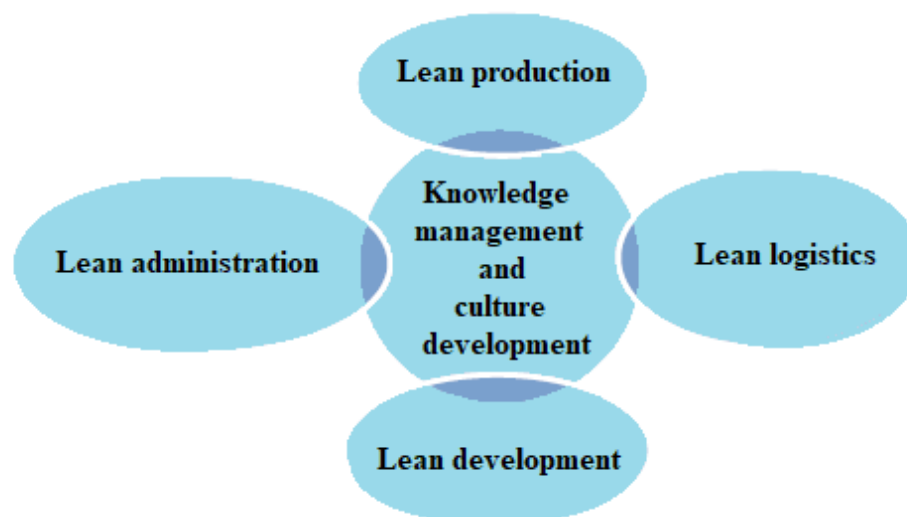 Lean production
Knowledge
management
and
culture
development
Lean administration
Lean logistics
Lean development